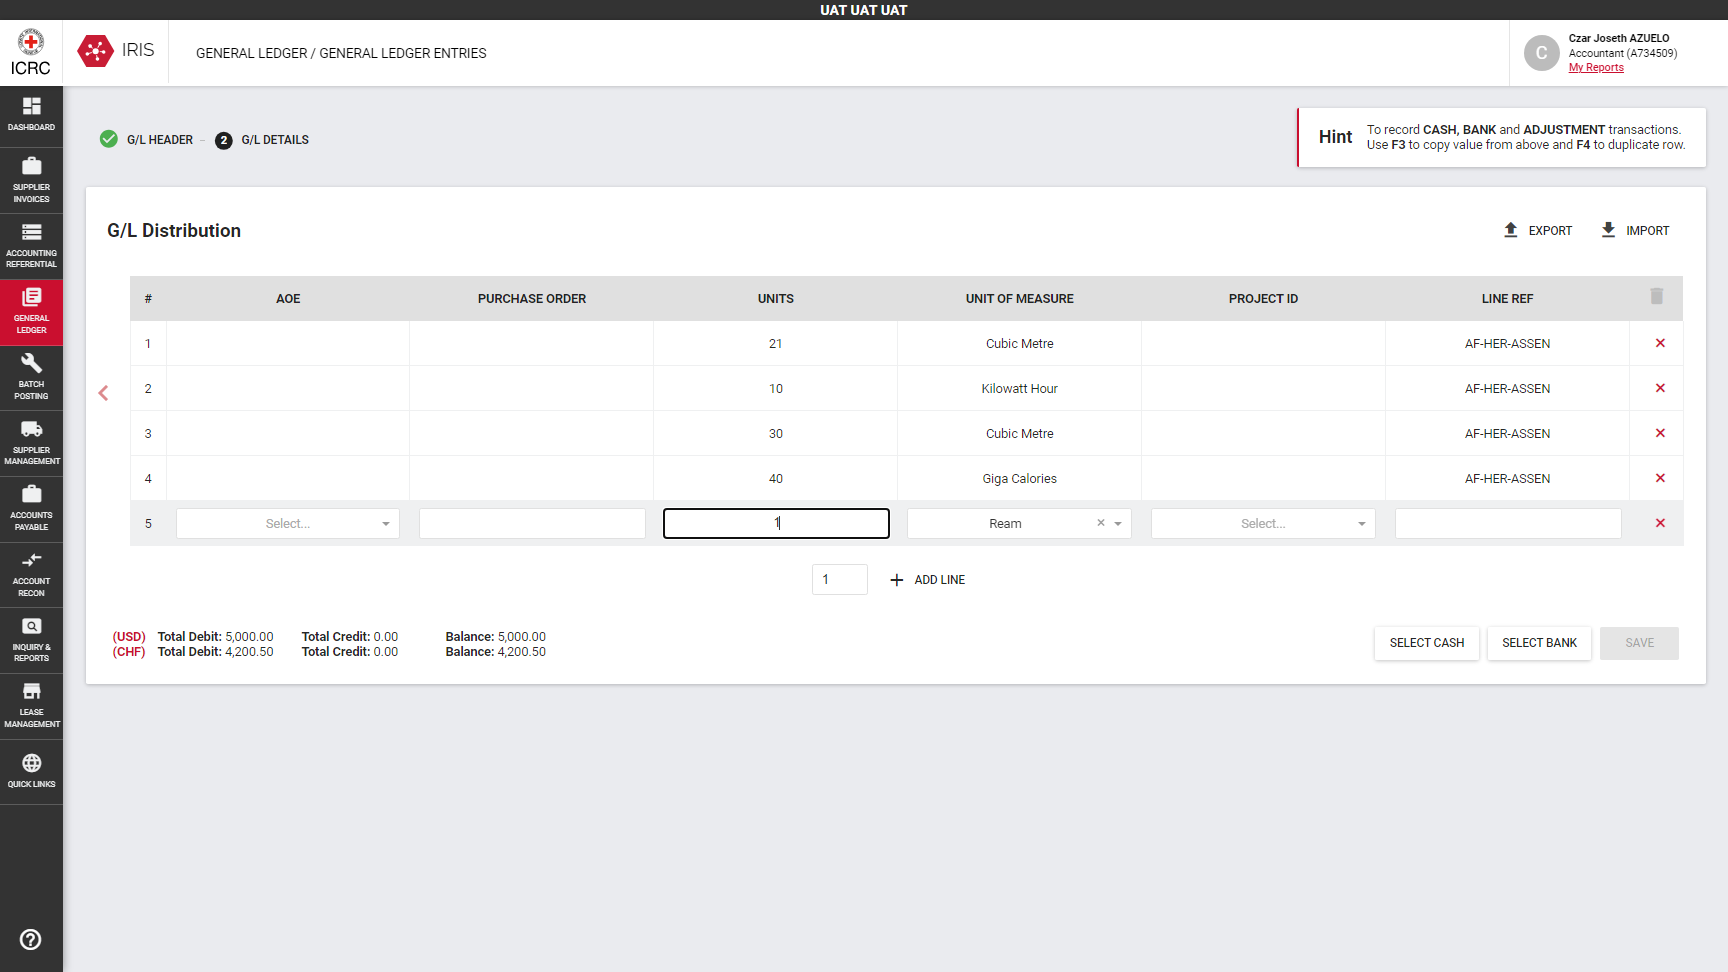 UAT UAT UAT
ICRC
IRIS
GENERAL LEDGER / GENERAL LEDGER ENTRIES
C
Czar Joseth AZUELO
Accountant (A734509)
My Reports
DASHBOARD
SUPPLIER
INVOICES
ACCOUNTING
REFERENTIAL
GENERAL
LEDGER
BATCH
POSTING
SUPPLIER
MANAGEMENT
ACCOUNTS
PAYABLE
ACCOUNT
RECON
INQUIRY &
REPORTS
LEASE
MANAGEMENT
QUICK LINKS
G/L HEADER
2 G/L DETAILS
Hint
To record CASH, BANK and ADJUSTMENT transactions.
Use F3 to copy value from above and F4 to duplicate row.
G/L Distribution
EXPORT
IMPORT
# AOE PURCHASE ORDER UNITS UNIT OF MEASURE PROJECT ID LINE REF
1 21 Cubic Metre AF-HER-ASSEN
2 10 Kilowatt Hour AF-HER-ASSEN
3 30 Cubic Metre AF-HER-ASSEN
4 40 Giga Calories AF-HER-ASSEN
5 Select... 1 Ream Select...
1 ADD LINE
(USD) Total Debit: 5,000.00 Total Credit: 0.00 Balance: 5,000.00
(CHF) Total Debit: 4,200.50 Total Credit: 0.00 Balance: 4,200.50
SELECT CASH
SELECT BANK
SAVE